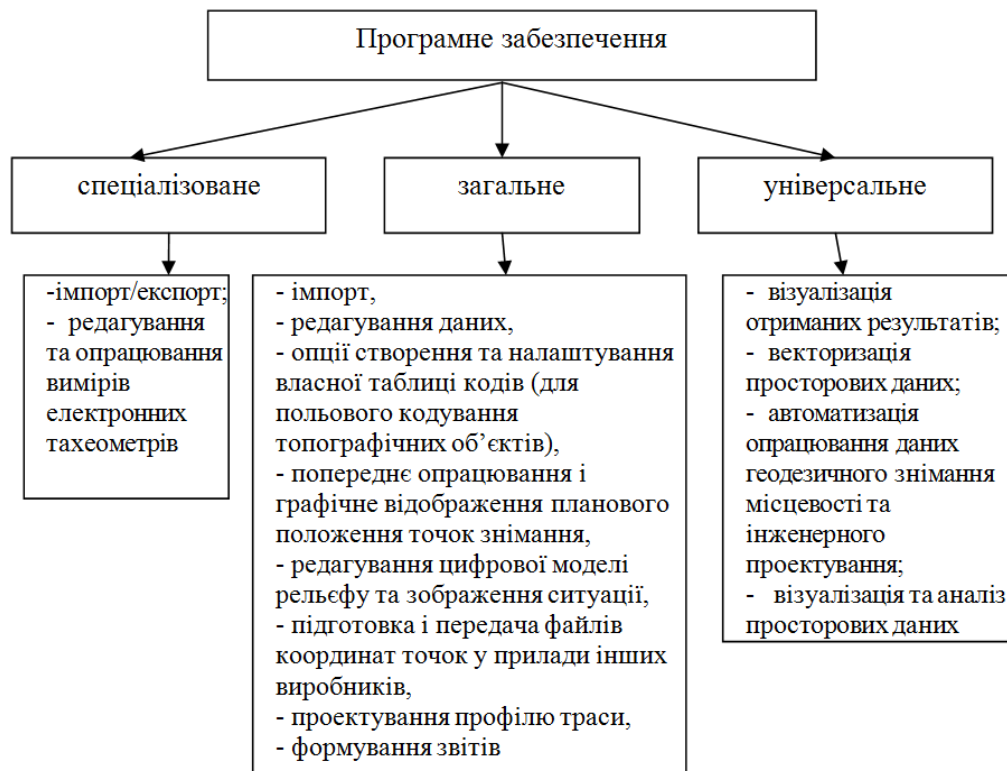 Програмне забезпечення
спеціалізоване
загальне
універсальне
-імпорт/експорт;
- редагування
та опрацювання
вимірів
електронних
тахеометрів
- імпорт,
- редагування даних,
- опції створення та налаштування
власної таблиці кодів (для
польового кодування
топографічних об’єктів),
- попереднє опрацювання і
графічне відображення планового
положення точок знімання,
- редагування цифрової моделі
рельєфу та зображення ситуації,
- підготовка і передача файлів
координат точок у прилади інших
виробників,
- проектування профілю траси,
- формування звітів
- візуалізація
отриманих результатів;
- векторизація
просторових даних;
- автоматизація
опрацювання даних
геодезичного знімання
місцевості та
інженерного
проектування;
- візуалізація та аналіз
просторових даних